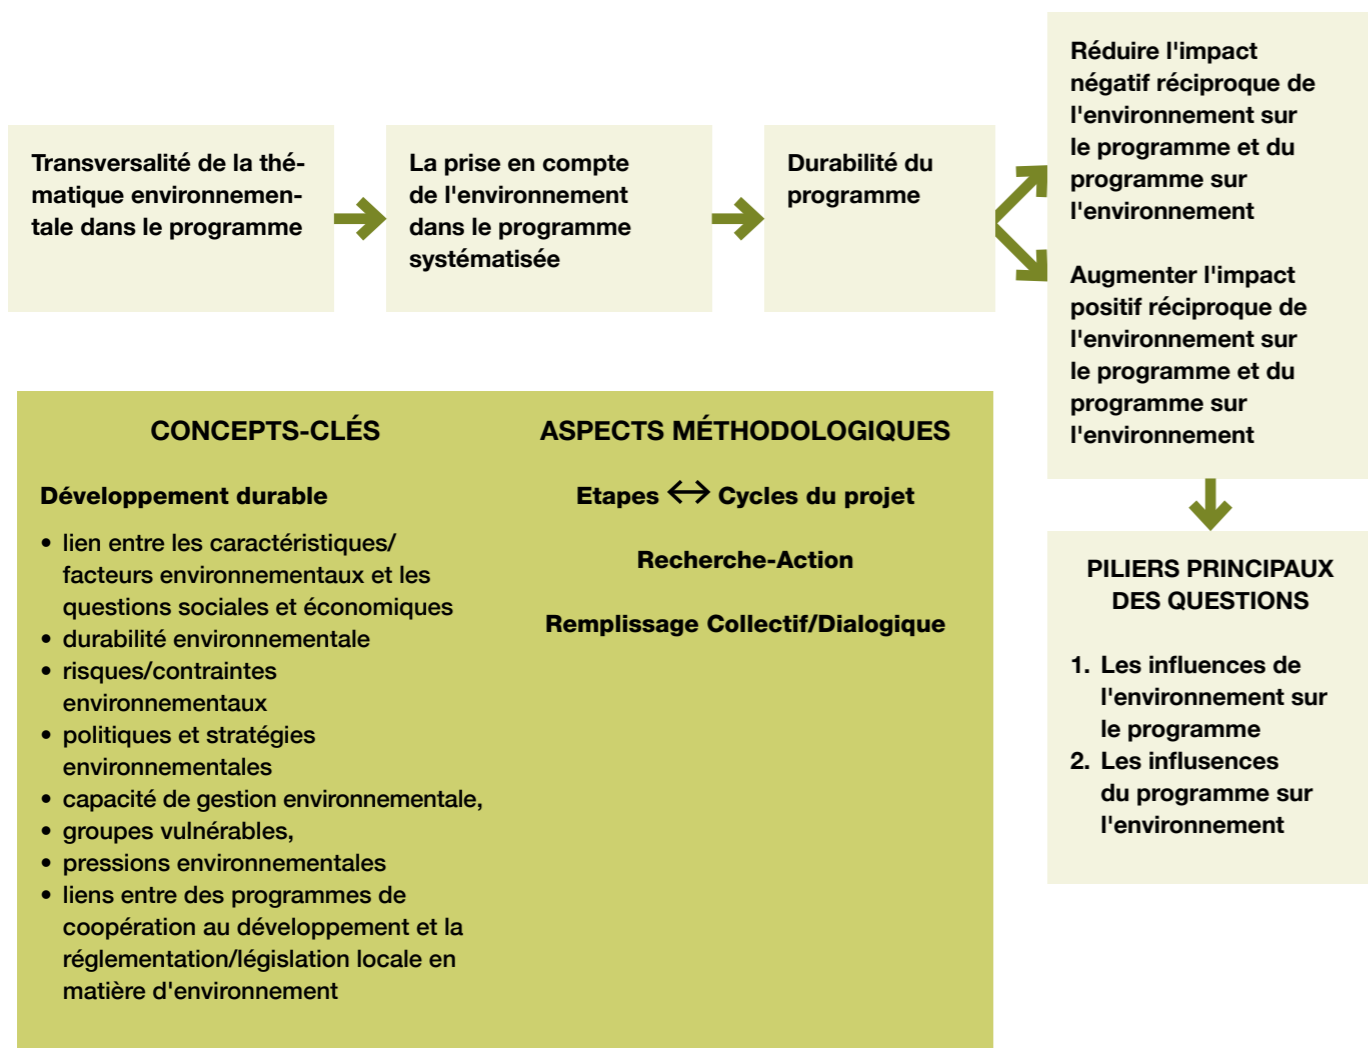 Transversalité de la thé-
matique environnemen-
tale dans le programme
La prise en compte
de l'environnement
dans le programme
systématisée
Durabilité du
programme
Réduire l'impact
négatif réciproque de
l'environnement sur
le programme et du
programme sur
l'environnement
Augmenter l'impact
positif réciproque de
l'environnement sur
le programme et du
programme sur
l'environnement
PILIERS PRINCIPAUX
DES QUESTIONS
1. Les influences de
l'environnement sur
le programme
2. Les influsences
du programme sur
l'environnement
CONCEPTS-CLÉS
Développement durable
• lien entre les caractéristiques/
facteurs environnementaux et les
questions sociales et économiques
• durabilité environnementale
• risques/contraintes
environnementaux
• politiques et stratégies
environnementales
• capacité de gestion environnementale,
• groupes vulnérables,
• pressions environnementales
• liens entre des programmes de
coopération au développement et la
réglementation/législation locale en
matière d'environnement
ASPECTS MÉTHODOLOGIQUES
Etapes ↔ Cycles du projet
Recherche-Action
Remplissage Collectif/Dialogique